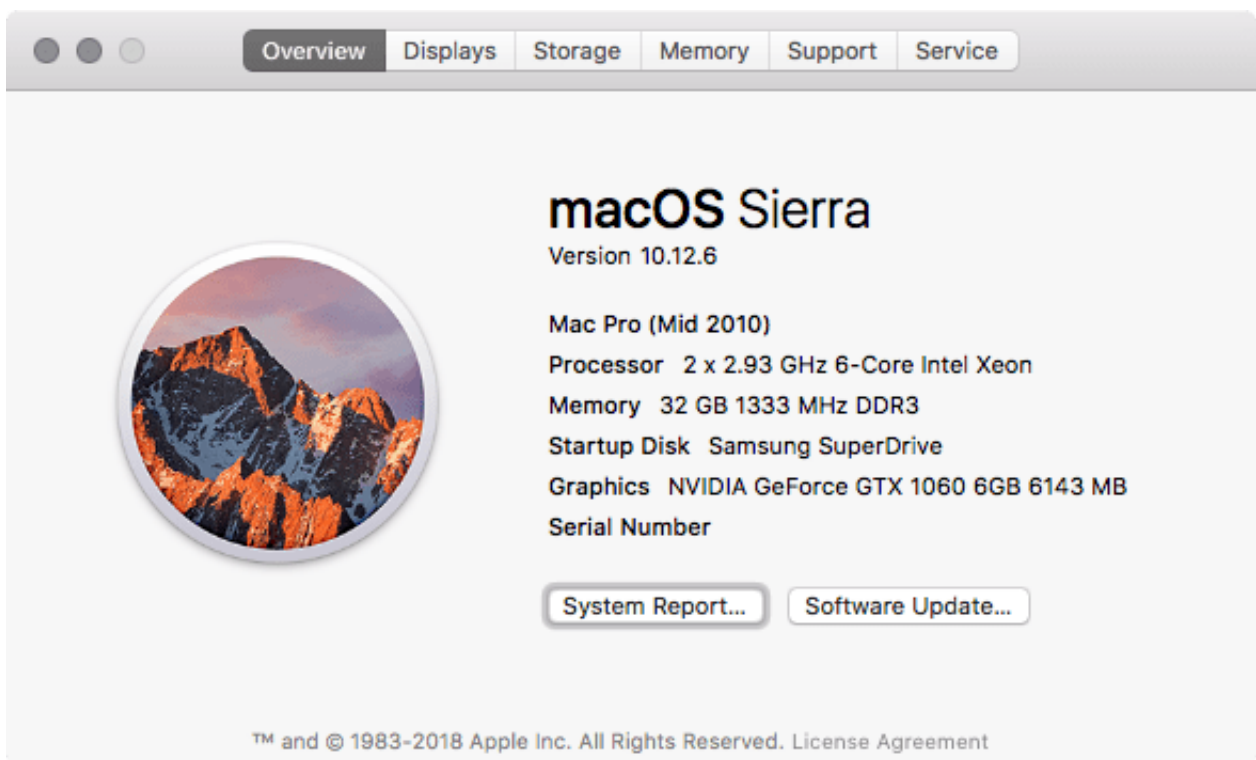 Overview Displays Storage Memory Support Service
macOS Sierra
Version 10.12.6
Mac Pro (Mid 2010)
Processor 2 x 2.93 GHz 6-Core Intel Xeon
Memory 32 GB 1333 MHz DDR3
Startup Disk Samsung SuperDrive
Graphics NVIDIA GeForce GTX 1060 6GB 6143 MB
Serial Number
System Report... Software Update...
™ and © 1983-2018 Apple Inc. All Rights Reserved. License Agreement